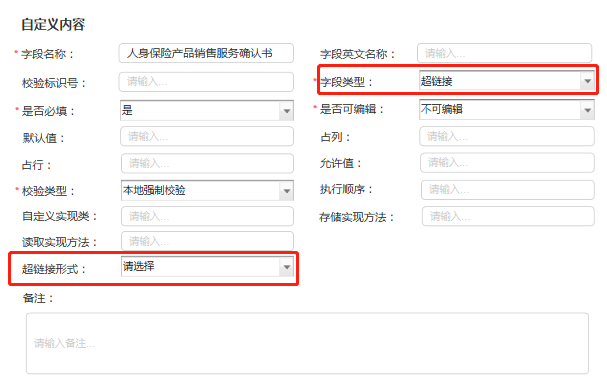 自定义内容
* 字段名称： 人身保险产品销售服务确认书 字段英文名称： 请输入...
校验标识号： 请输入... * 字段类型： 超链接
* 是否必填： 是 * 是否可编辑： 不可编辑
默认值： 请输入... 占列： 请输入...
占行： 请输入... 允许值： 请输入...
* 校验类型： 本地强制校验 执行顺序： 请输入...
自定义实现类： 请输入... 存储实现方法： 请输入...
读取实现方法： 请输入...
超链接形式： 请选择
备注：
请输入备注...